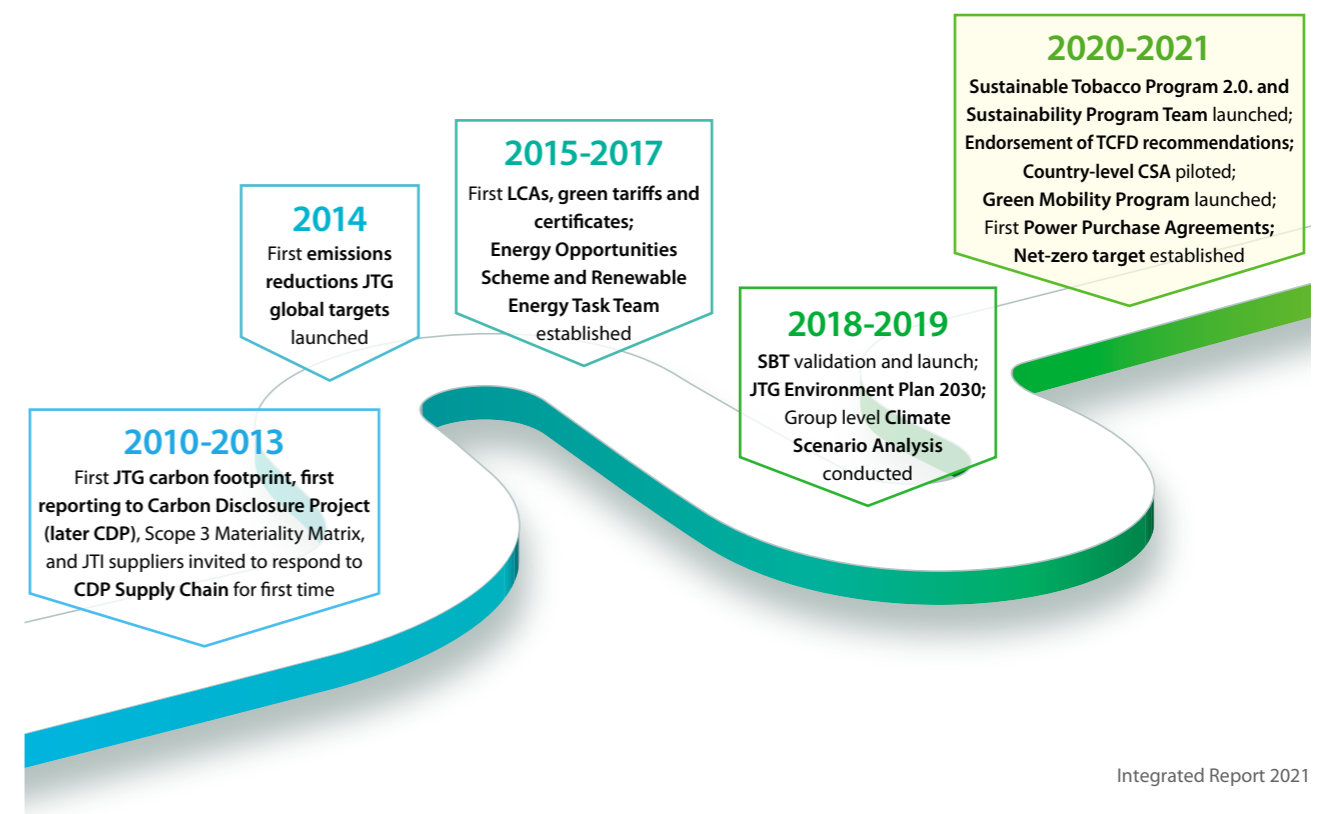 2010-2013
First JTG carbon footprint, first
reporting to Carbon Disclosure Project
(later CDP), Scope 3 Materiality Matrix,
and JTI suppliers invited to respond to
CDP Supply Chain for first time
2014
First emissions
reductions JTG
global targets
launched
2015-2017
First LCAs, green tariffs and
certificates;
Energy Opportunities
Scheme and Renewable
Energy Task Team
established
2018-2019
SBT validation and launch;
JTG Environment Plan 2030;
Group level Climate
Scenario Analysis
conducted
2020-2021
Sustainable Tobacco Program 2.0. and
Sustainability Program Team launched;
Endorsement of TCFD recommendations;
Country-level CSA piloted;
Green Mobility Program launched;
First Power Purchase Agreements;
Net-zero target established
Integrated Report 2021